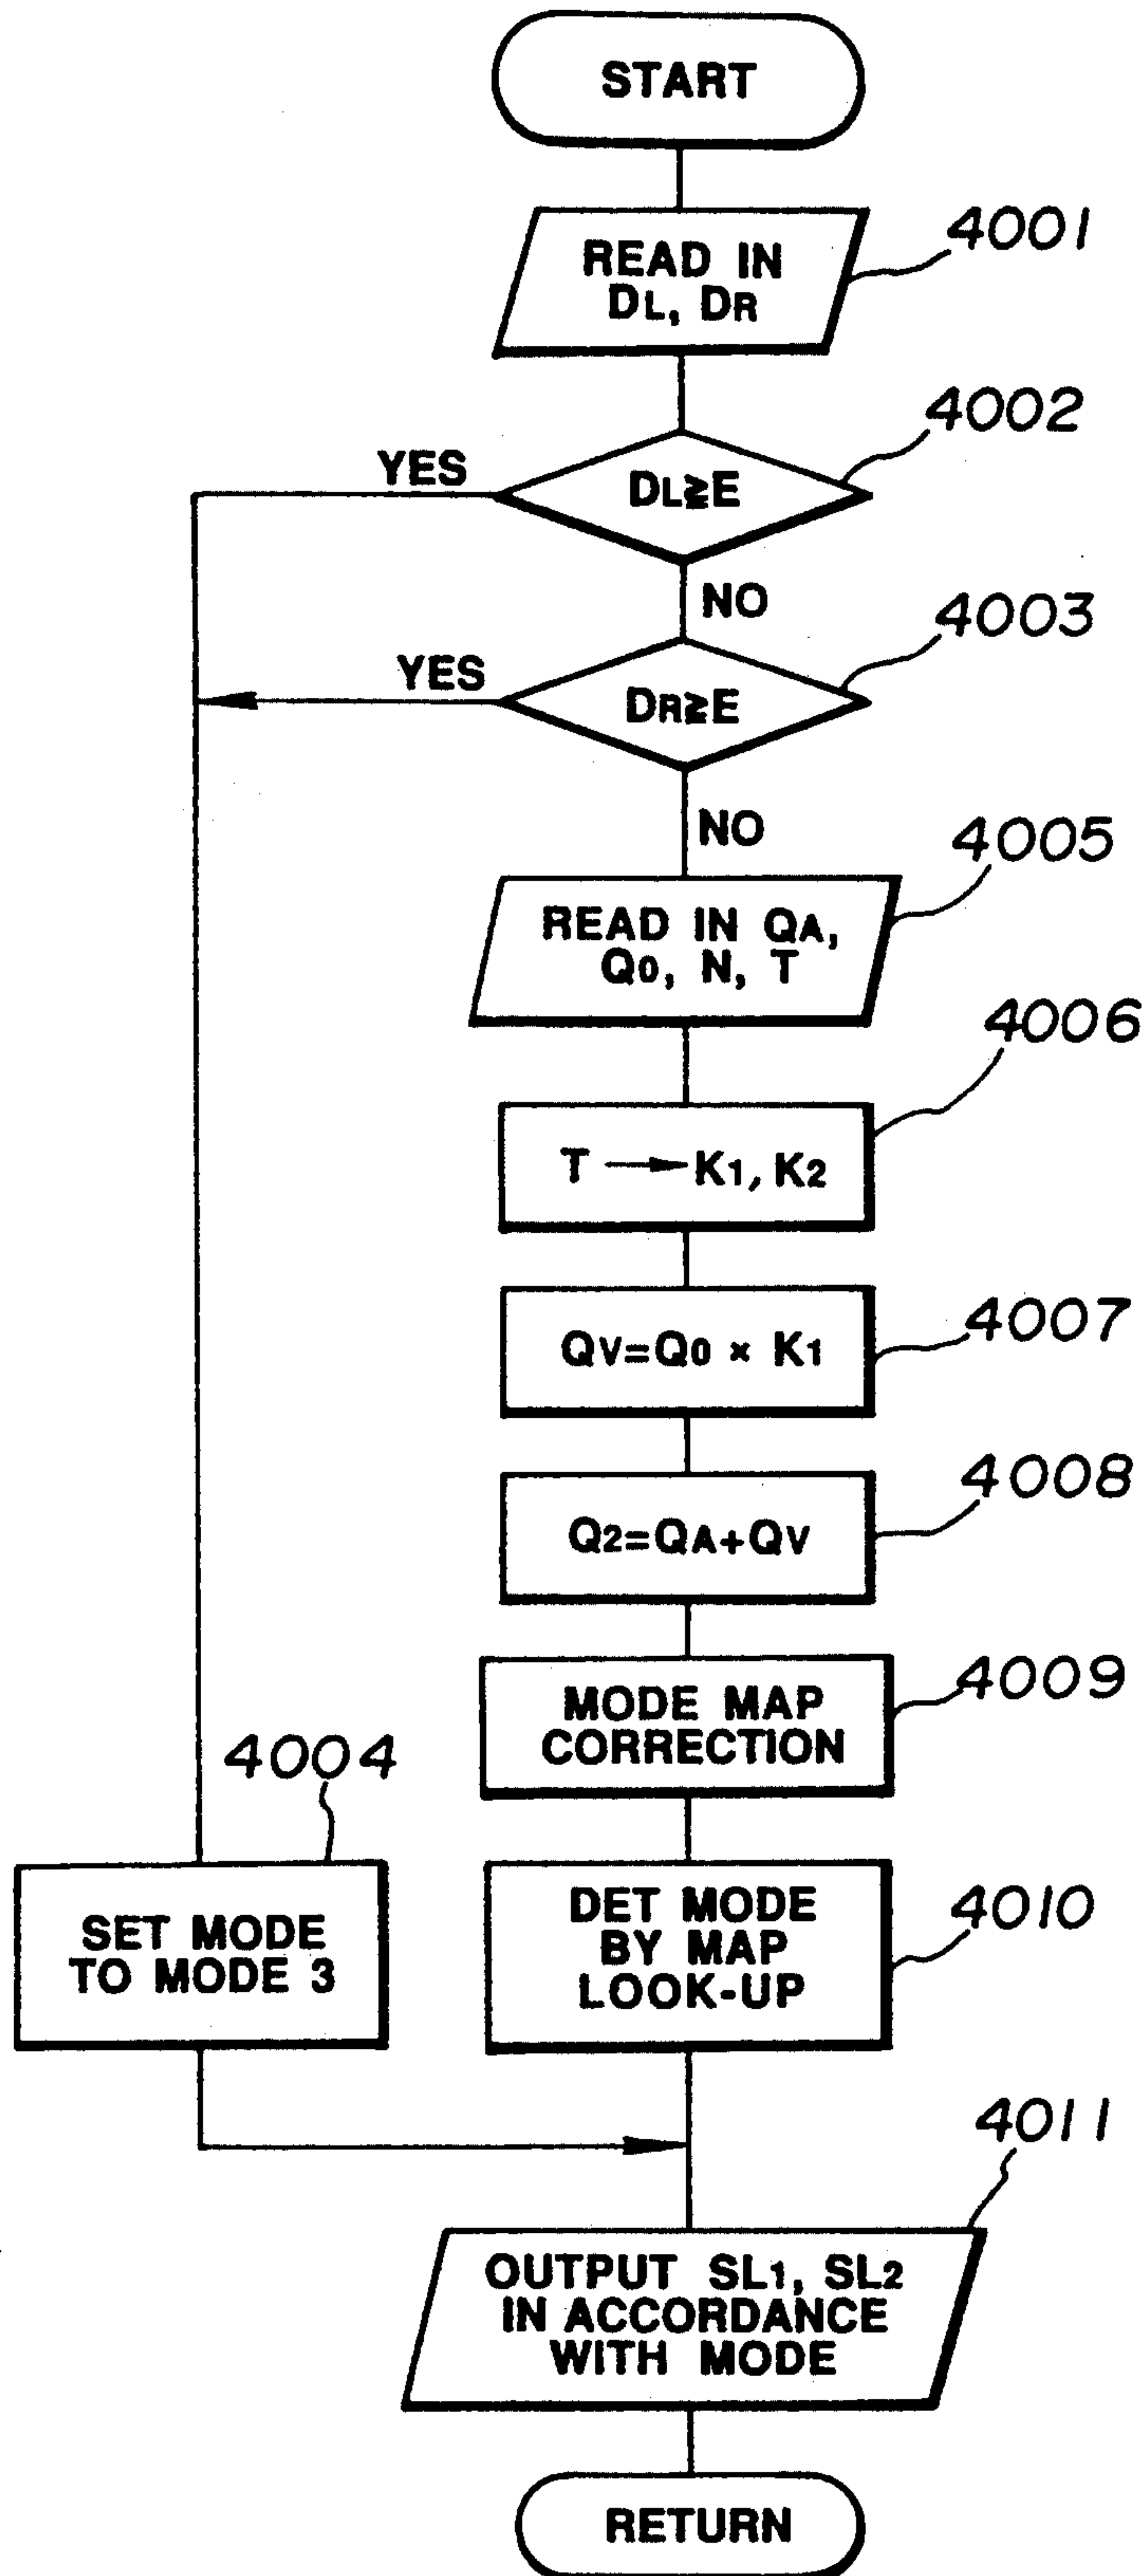 START
READ IN
DL, DR
4001
4002
YES
DL≧E
NO
4003
YES
DR≧E
NO
4005
READ IN QA,
Q0, N, T
4006
T → K1, K2
QV=Q0 × K1
4007
Q2=QA+QV
4008
MODE MAP
CORRECTION
4009
4004
SET MODE
TO MODE 3
DET MODE
BY MAP
LOOK-UP
4010
4011
OUTPUT SL1, SL2
IN ACCORDANCE
WITH MODE
RETURN